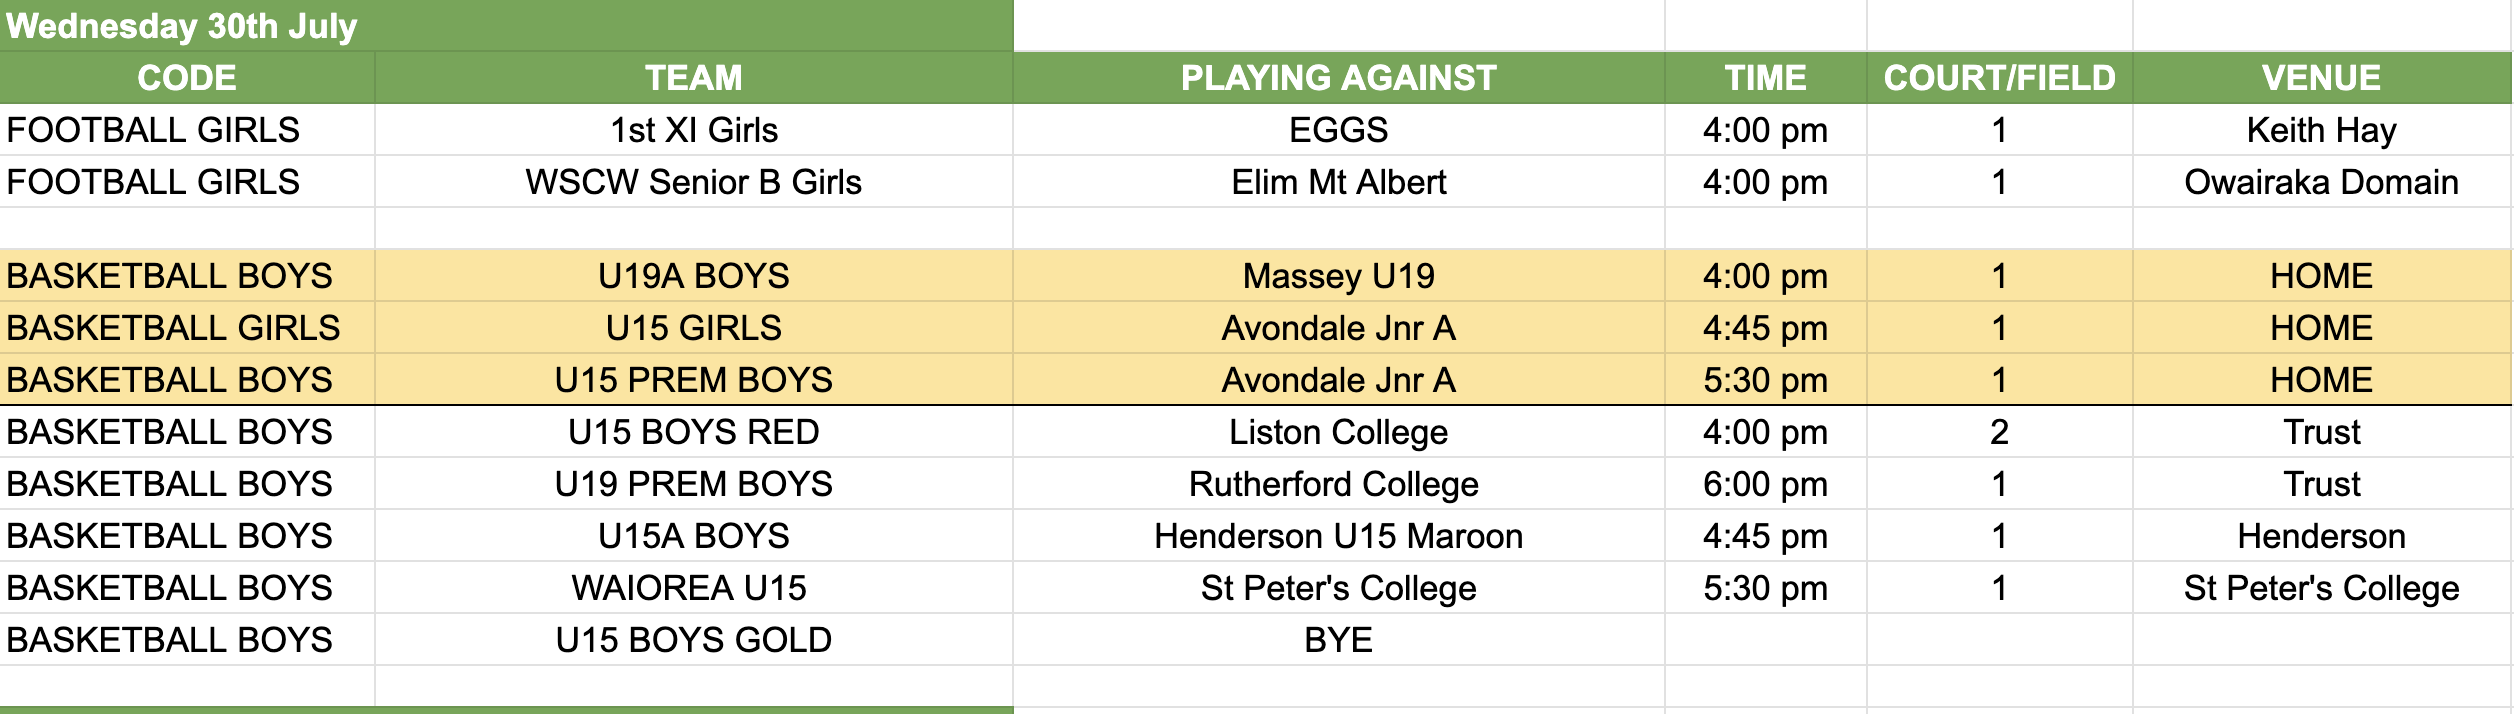 Wednesday 30th July
CODE TEAM PLAYING AGAINST TIME COURT/FIELD VENUE
FOOTBALL GIRLS 1st XI Girls EGGS 4:00 pm 1 Keith Hay
FOOTBALL GIRLS WSCW Senior B Girls Elim Mt Albert 4:00 pm 1 Owairaka Domain
BASKETBALL BOYS U19A BOYS Massey U19 4:00 pm 1 HOME
BASKETBALL GIRLS U15 GIRLS Avondale Jnr A 4:45 pm 1 HOME
BASKETBALL BOYS U15 PREM BOYS Avondale Jnr A 5:30 pm 1 HOME
BASKETBALL BOYS U15 BOYS RED Liston College 4:00 pm 2 Trust
BASKETBALL BOYS U19 PREM BOYS Rutherford College 6:00 pm 1 Trust
BASKETBALL BOYS U15A BOYS Henderson U15 Maroon 4:45 pm 1 Henderson
BASKETBALL BOYS WAIOREA U15 St Peter's College 5:30 pm 1 St Peter's College
BASKETBALL BOYS U15 BOYS GOLD BYE